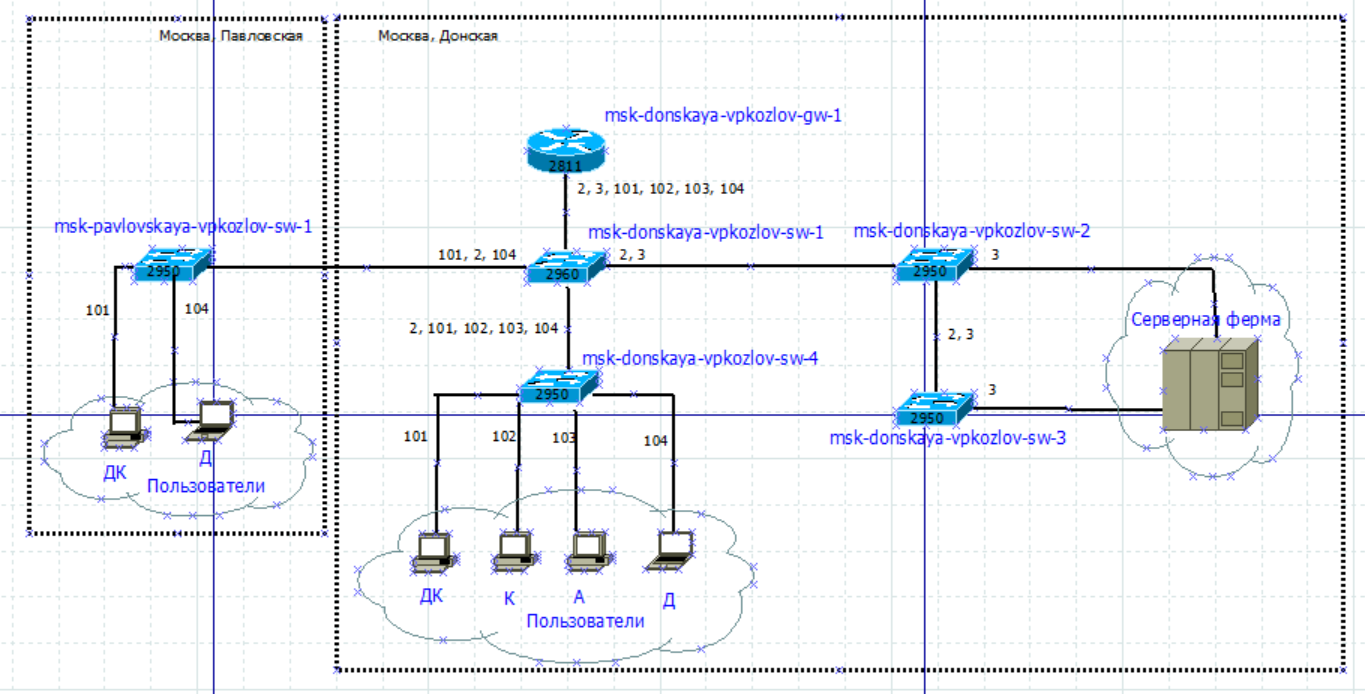 Москва, Павловская
Москва, Донская
msk-donskaya-vpkozlov-gw-1
2811
2, 3, 101, 102, 103, 104
msk-pavlovskaya-vpkozlov-sw-1
msk-donskaya-vpkozlov-sw-1
msk-donskaya-vpkozlov-sw-2
2950
101, 2, 104
2960
2, 3
2950
3
101
104
2, 101, 102, 103, 104
Серверная ферма
2, 3
msk-donskaya-vpkozlov-sw-4
2950
3
2950
msk-donskaya-vpkozlov-sw-3
101
102
103
104
ДК
Д
Пользователи
ДК
К
А
Д
Пользователи